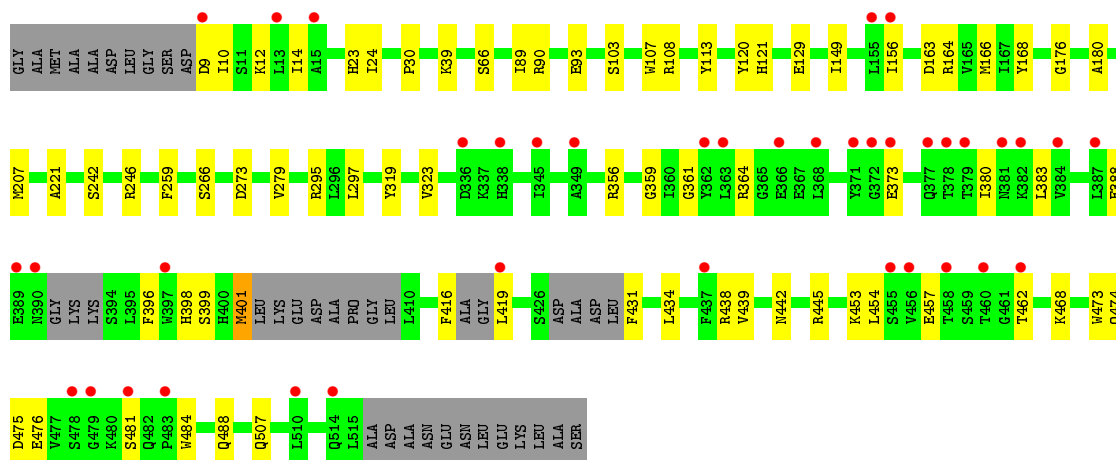 GLY ALA MET ALA ALA ASP LEU GLY SER ASP D9 I10 S11 K12 L13 I14 A15 H23 I24 P30 K39 S66 I89 R90 E93 S103 W107 R108 Y113 Y120 H121 E129 I149 L155 I156 D163 R164 V165 M166 I167 Y168 G176 A180
M207 A221 S242 R246 F259 S266 D273 V279 R295 L296 L297 Y319 V323 D336 K337 H338 I345 A349 R356 G359 I360 G361 Y362 L363 R364 G365 E366 E367 L368 Y371 G372 E373 Q377 T378 T379 I380 N381 K382 L383 V384 L387
E389 N390 GLY LYS LYS S394 L395 F396 W397 H398 S399 H400 M401 LEU LYS GLU ASP ALA PRO GLY LEU L410 F416 ALA GLY L419 S426 ASP ALA ASP LEU F431 L434 F437 R438 V439 N442 R445 K453 L454 S455 V456 E457 T458 S459 T460 G461 T462 K468 W473 Q474
D475 E476 V477 S478 G479 K480 S481 Q482 P483 W484 Q488 Q507 L510 Q514 L515 ALA ASP ALA ASN GLU ASN LEU GLU LYS LEU ALA SER